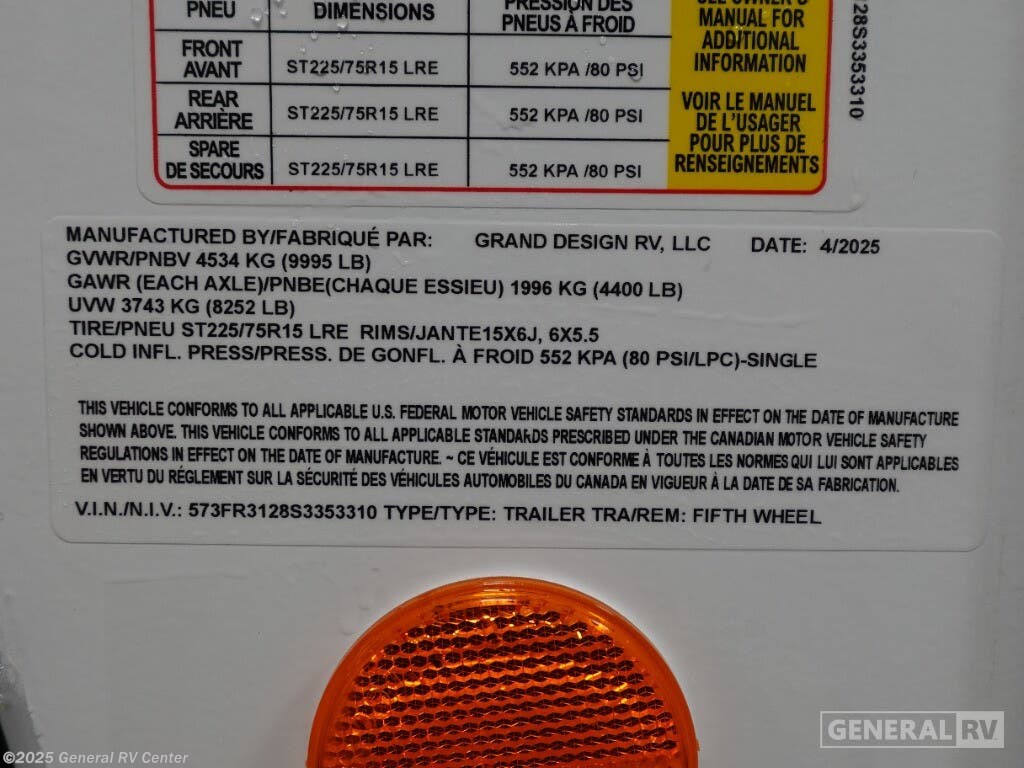 PNEU DIMENSIONS PRESSION DES
PNEUS À FROID
FRONT
AVANT ST225/75R15 LRE 552 KPA /80 PSI
REAR
ARRIÈRE ST225/75R15 LRE 552 KPA /80 PSI
SPARE
DE SECOURS ST225/75R15 LRE 552 KPA /80 PSI
SEE OWNER'S
MANUAL FOR
ADDITIONAL
INFORMATION
VOIR LE MANUEL
DE L'USAGER
POUR PLUS DE
RENSEIGNEMENTS
128S3353310
MANUFACTURED BY/FABRIQUÉ PAR: GRAND DESIGN RV, LLC DATE: 4/2025
GVWR/PNBV 4534 KG (9995 LB)
GAWR (EACH AXLE)/PNBE(CHAQUE ESSIEU) 1996 KG (4400 LB)
UVW 3743 KG (8252 LB)
TIRE/PNEU ST225/75R15 LRE RIMS/JANTE15X6J, 6X5.5
COLD INFL. PRESS/PRESS. DE GONFL. À FROID 552 KPA (80 PSI/LPC)-SINGLE
THIS VEHICLE CONFORMS TO ALL APPLICABLE U.S. FEDERAL MOTOR VEHICLE SAFETY STANDARDS IN EFFECT ON THE DATE OF MANUFACTURE
SHOWN ABOVE. THIS VEHICLE CONFORMS TO ALL APPLICABLE STANDARDS PRESCRIBED UNDER THE CANADIAN MOTOR VEHICLE SAFETY
REGULATIONS IN EFFECT ON THE DATE OF MANUFACTURE. ~ CE VÉHICULE EST CONFORME À TOUTES LES NORMES QUI LUI SONT APPLICABLES
EN VERTU DU RÉGLEMENT SUR LA SÉCURITÉ DES VÉHICULES AUTOMOBILES DU CANADA EN VIGUEUR À LA DATE DE SA FABRICATION.
V.I.N./N.I.V.: 573FR3128S3353310 TYPE/TYPE: TRAILER TRA/REM: FIFTH WHEEL
GENERAL RV
©2025 General RV Center